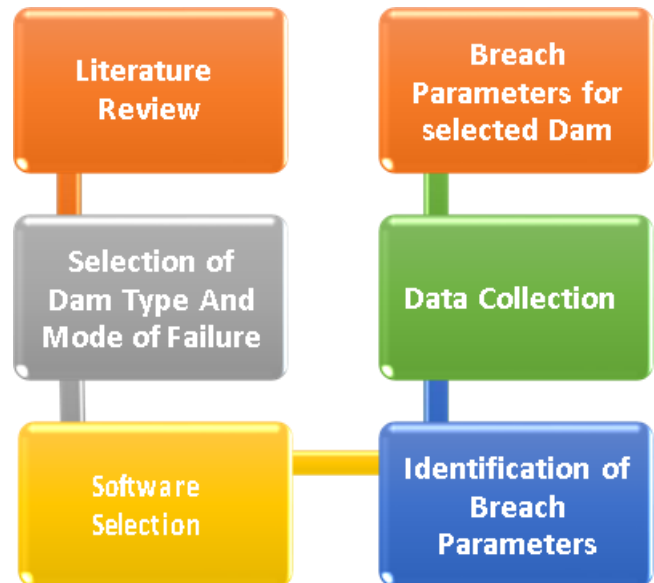 Literature
Review
Selection of
Dam Type And
Mode of Failure
Software
Selection
Identification of
Breach
Parameters
Data Collection
Breach
Parameters for
selected Dam